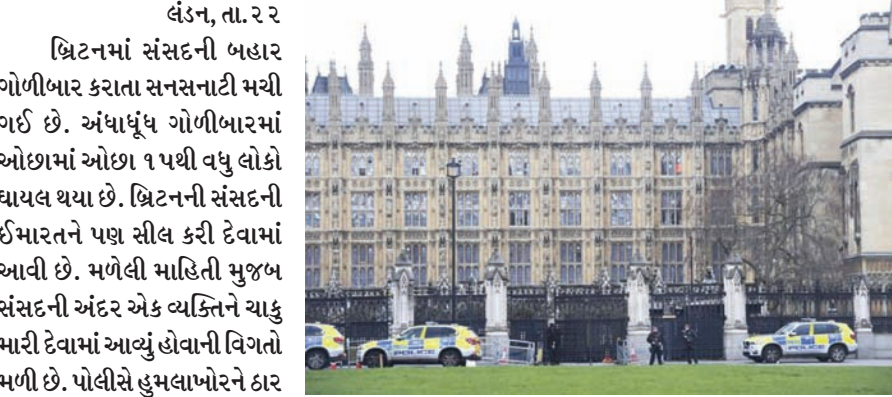 લંડન, તા.૨૨
બ્રિટનમાં સંસદની બહાર
ગોળીબાર કરાતા સનસનાટી મચી
ગઈ છે. અંધાધૂંધ ગોળીબારમાં
ઓછામાં ઓછા ૧૫થી વધુ લોકો
ઘાયલ થયા છે. બ્રિટનની સંસદની
ઈમારતને પણ સીલ કરી દેવામાં
આવી છે. મળેલી માહિતી મુજબ
સંસદની અંદર એક વ્યક્તિને ચાકુ
મારી દેવામાં આવ્યું હોવાની વિગતો
મળી છે. પોલીસે હુમલાખોરને ઠાર
POLICE